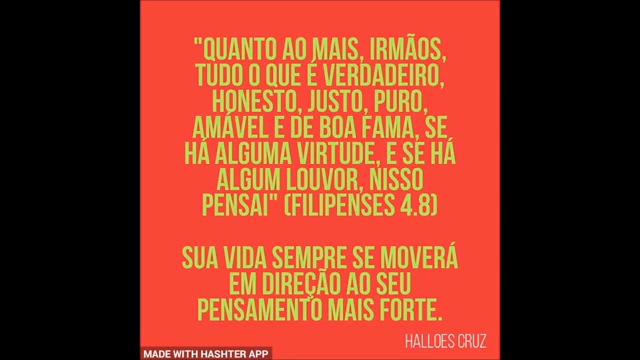 "QUANTO AO MAIS, IRMÃOS,
TUDO O QUE É VERDADEIRO,
HONESTO, JUSTO, PURO,
AMÁVEL E DE BOA FAMA, SE
HÁ ALGUMA VIRTUDE, E SE HÁ
ALGUM LOUVOR, NISSO
PENSAI" (FILIPENSES 4.8)
SUA VIDA SEMPRE SE MOVERÁ
EM DIREÇÃO AO SEU
PENSAMENTO MAIS FORTE.
HALLOES CRUZ
MADE WITH HASHTER APP